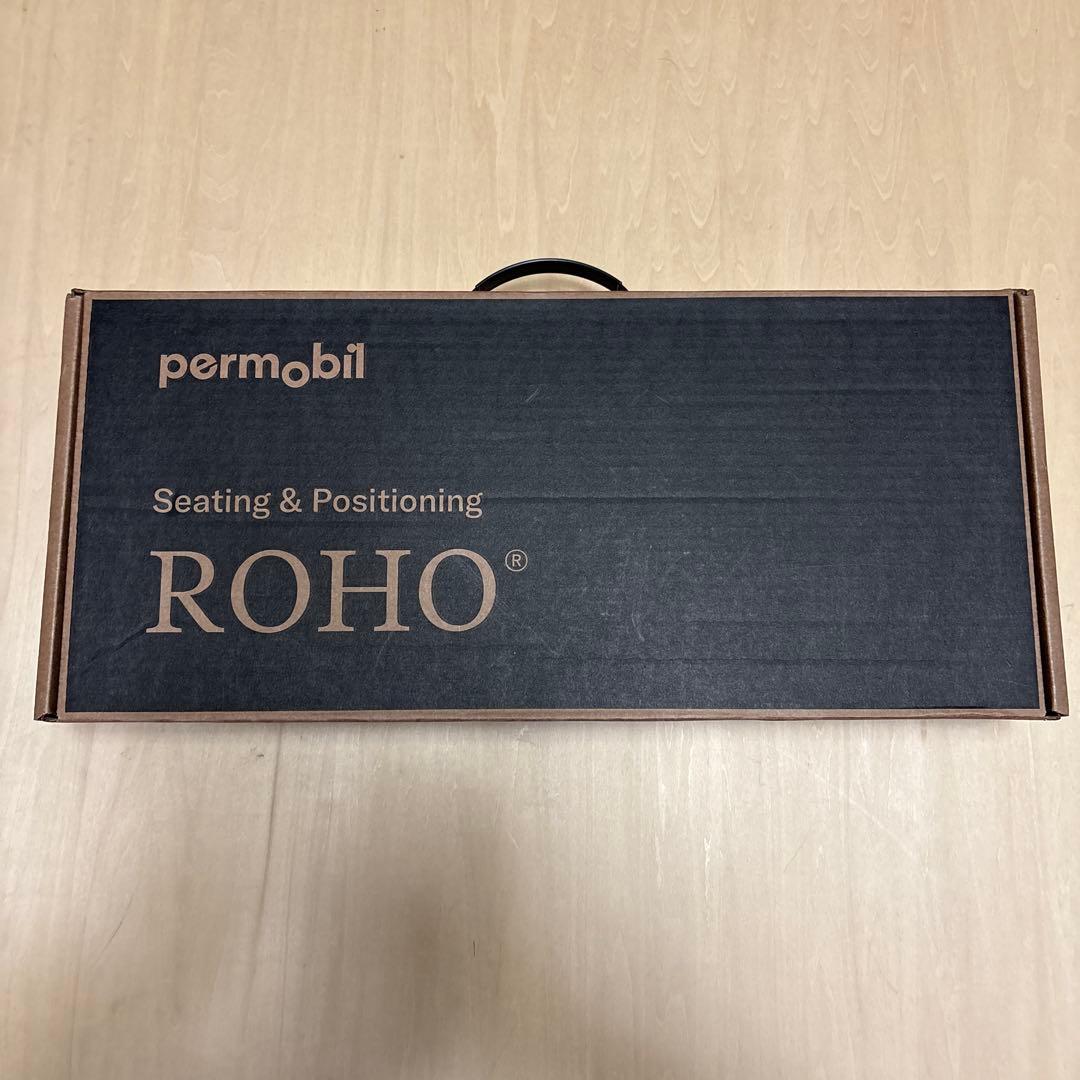 permobil
Seating & Positioning
ROHO®